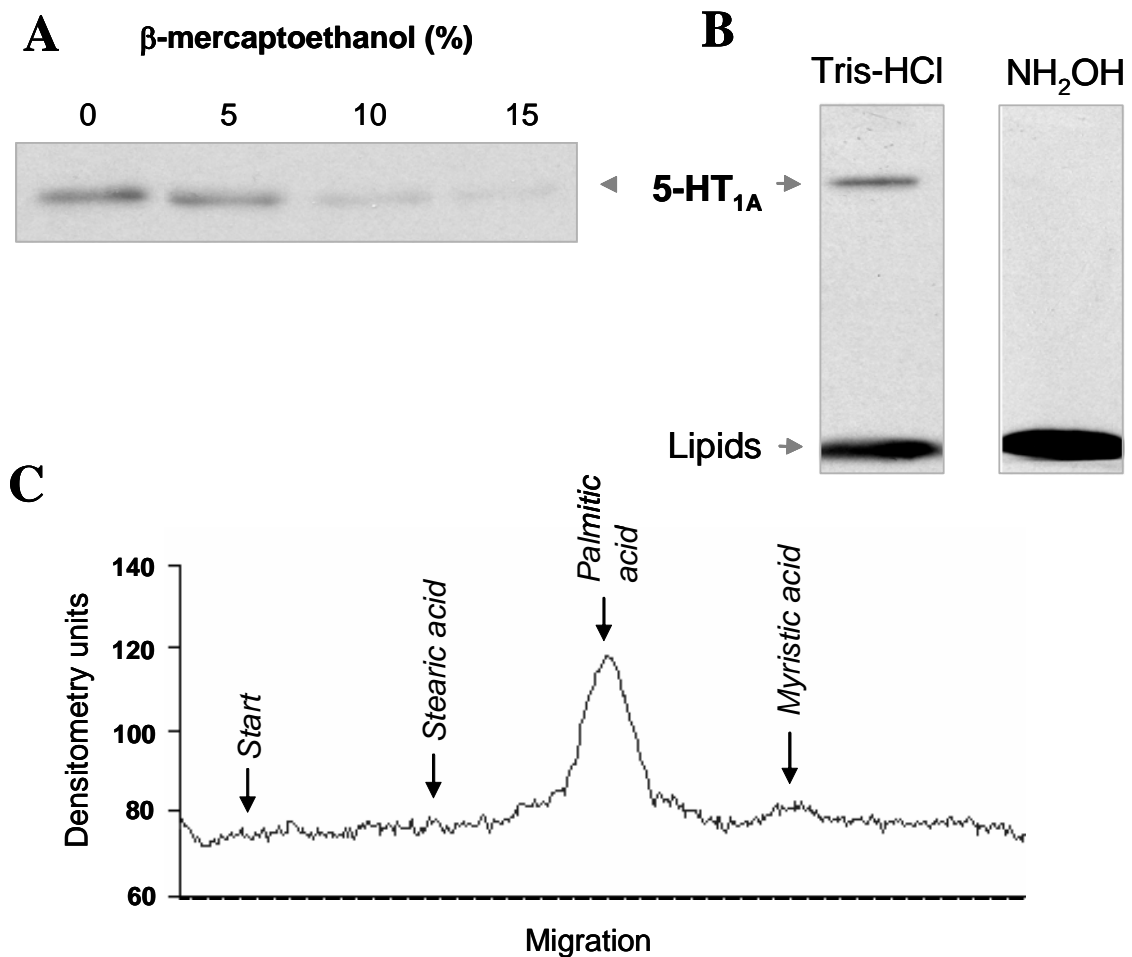 A
β-mercaptoethanol (%)
0 5 10 15
B
Tris-HCl NH₂OH
5-HT₁A
Lipids
C
Densitometry units
140
120
100
80
60
Start
Stearic acid
Palmitic
acid
Myristic acid
Migration